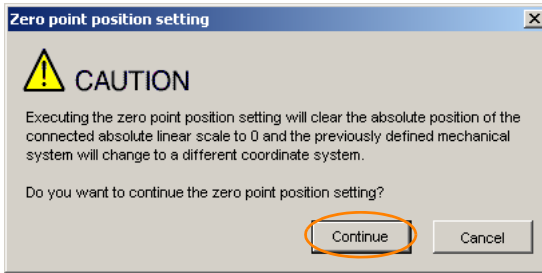 Zero point position setting
CAUTION
Executing the zero point position setting will clear the absolute position of the
connected absolute linear scale to 0 and the previously defined mechanical
system will change to a different coordinate system.
Do you want to continue the zero point position setting?
Continue
Cancel